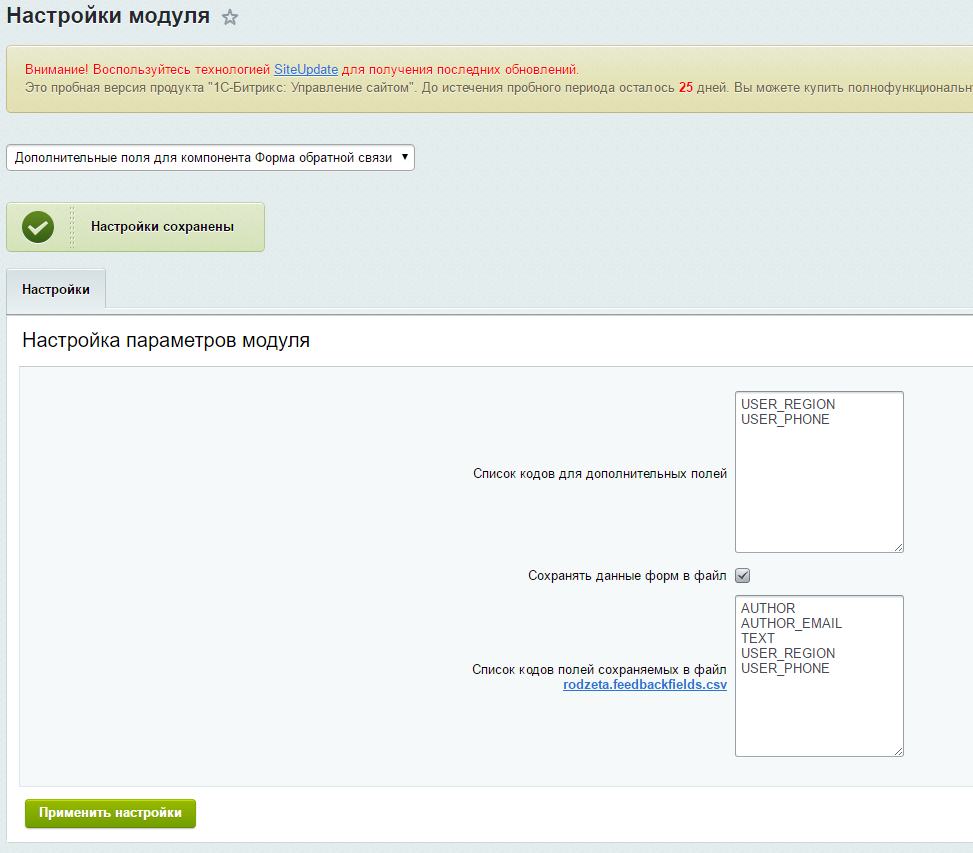 Настройки модуля
Внимание! Воспользуйтесь технологией SiteUpdate для получения последних обновлений.
Это пробная версия продукта "1С-Битрикс: Управление сайтом". До истечения пробного периода осталось 25 дней. Вы можете купить полнофункциональн
Дополнительные поля для компонента Форма обратной связи
Настройки сохранены
Настройки
Настройка параметров модуля
USER_REGION
USER_PHONE
Список кодов для дополнительных полей
Сохранять данные форм в файл
AUTHOR
AUTHOR_EMAIL
TEXT
USER_REGION
USER_PHONE
Список кодов полей сохраняемых в файл
rodzeta.feedbackfields.csv
Применить настройки